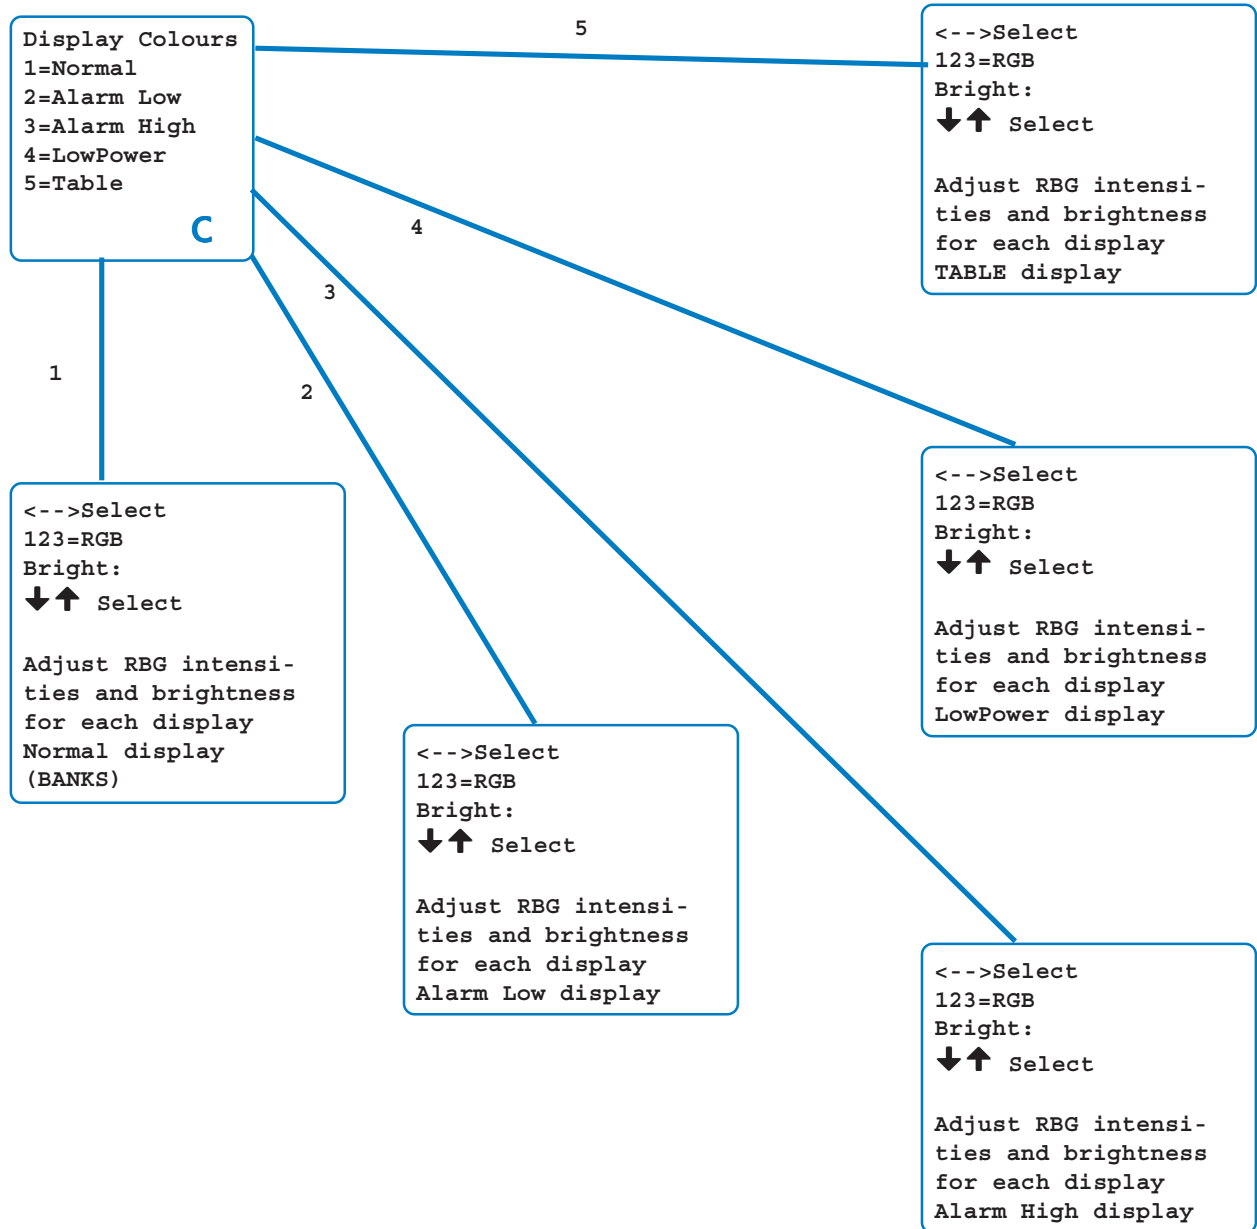 Display Colours
1=Normal
2=Alarm Low
3=Alarm High
4=LowPower
5=Table
C
5
<-->Select
123=RGB
Bright:
↓↑ Select
Adjust RBG intensi-
ties and brightness
for each display
TABLE display
4
3
1
2
<-->Select
123=RGB
Bright:
↓↑ Select
Adjust RBG intensi-
ties and brightness
for each display
LowPower display
<-->Select
123=RGB
Bright:
↓↑ Select
Adjust RBG intensi-
ties and brightness
for each display
Normal display
(BANKS)
<-->Select
123=RGB
Bright:
↓↑ Select
Adjust RBG intensi-
ties and brightness
for each display
Alarm Low display
<-->Select
123=RGB
Bright:
↓↑ Select
Adjust RBG intensi-
ties and brightness
for each display
Alarm High display